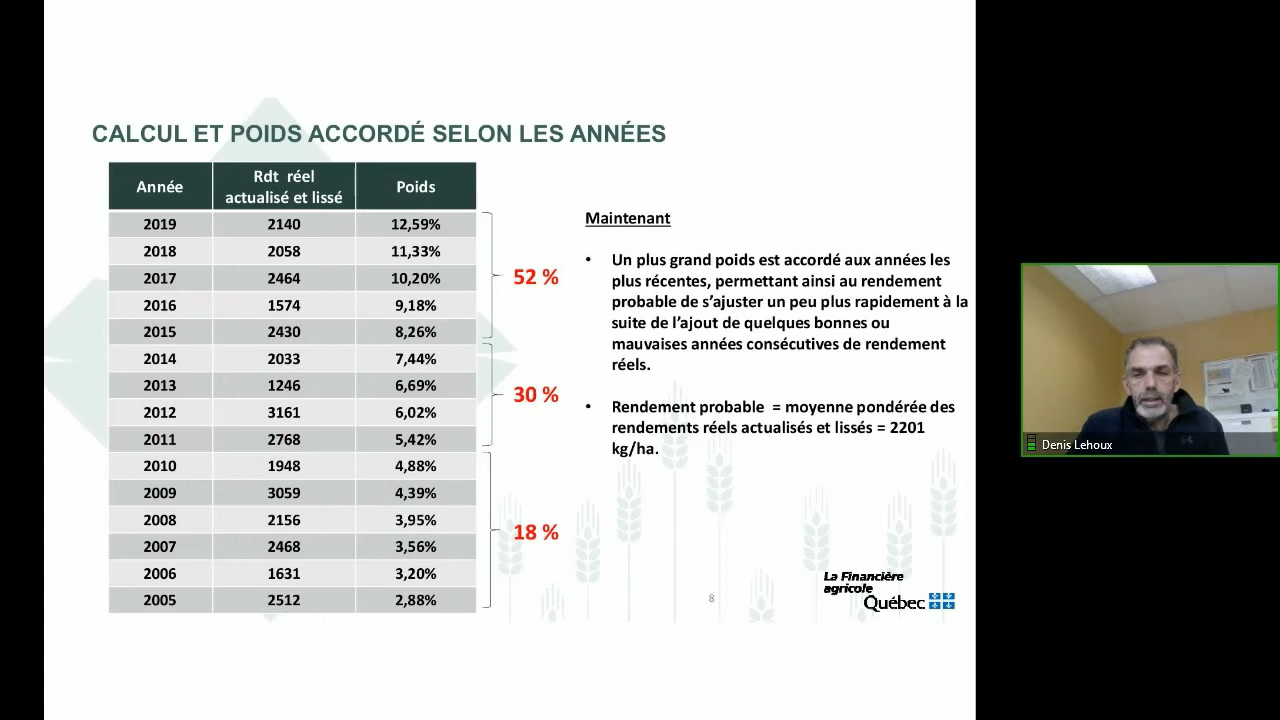 CALCUL ET POIDS ACCORDÉ SELON LES ANNÉES
Année Rdt réel actualisé et lissé Poids
2019 2140 12,59%
2018 2058 11,33%
2017 2464 10,20%
2016 1574 9,18%
2015 2430 8,26%
52 %
2014 2033 7,44%
2013 1246 6,69%
2012 3161 6,02%
2011 2768 5,42%
30 %
2010 1948 4,88%
2009 3059 4,39%
2008 2156 3,95%
2007 2468 3,56%
2006 1631 3,20%
2005 2512 2,88%
18 %
Maintenant
• Un plus grand poids est accordé aux années les
plus récentes, permettant ainsi au rendement
probable de s’ajuster un peu plus rapidement à la
suite de l’ajout de quelques bonnes ou
mauvaises années consécutives de rendement
réels.
• Rendement probable = moyenne pondérée des
rendements réels actualisés et lissés = 2201
kg/ha.
8
La Financière
agricole
Québec
Denis Lehoux